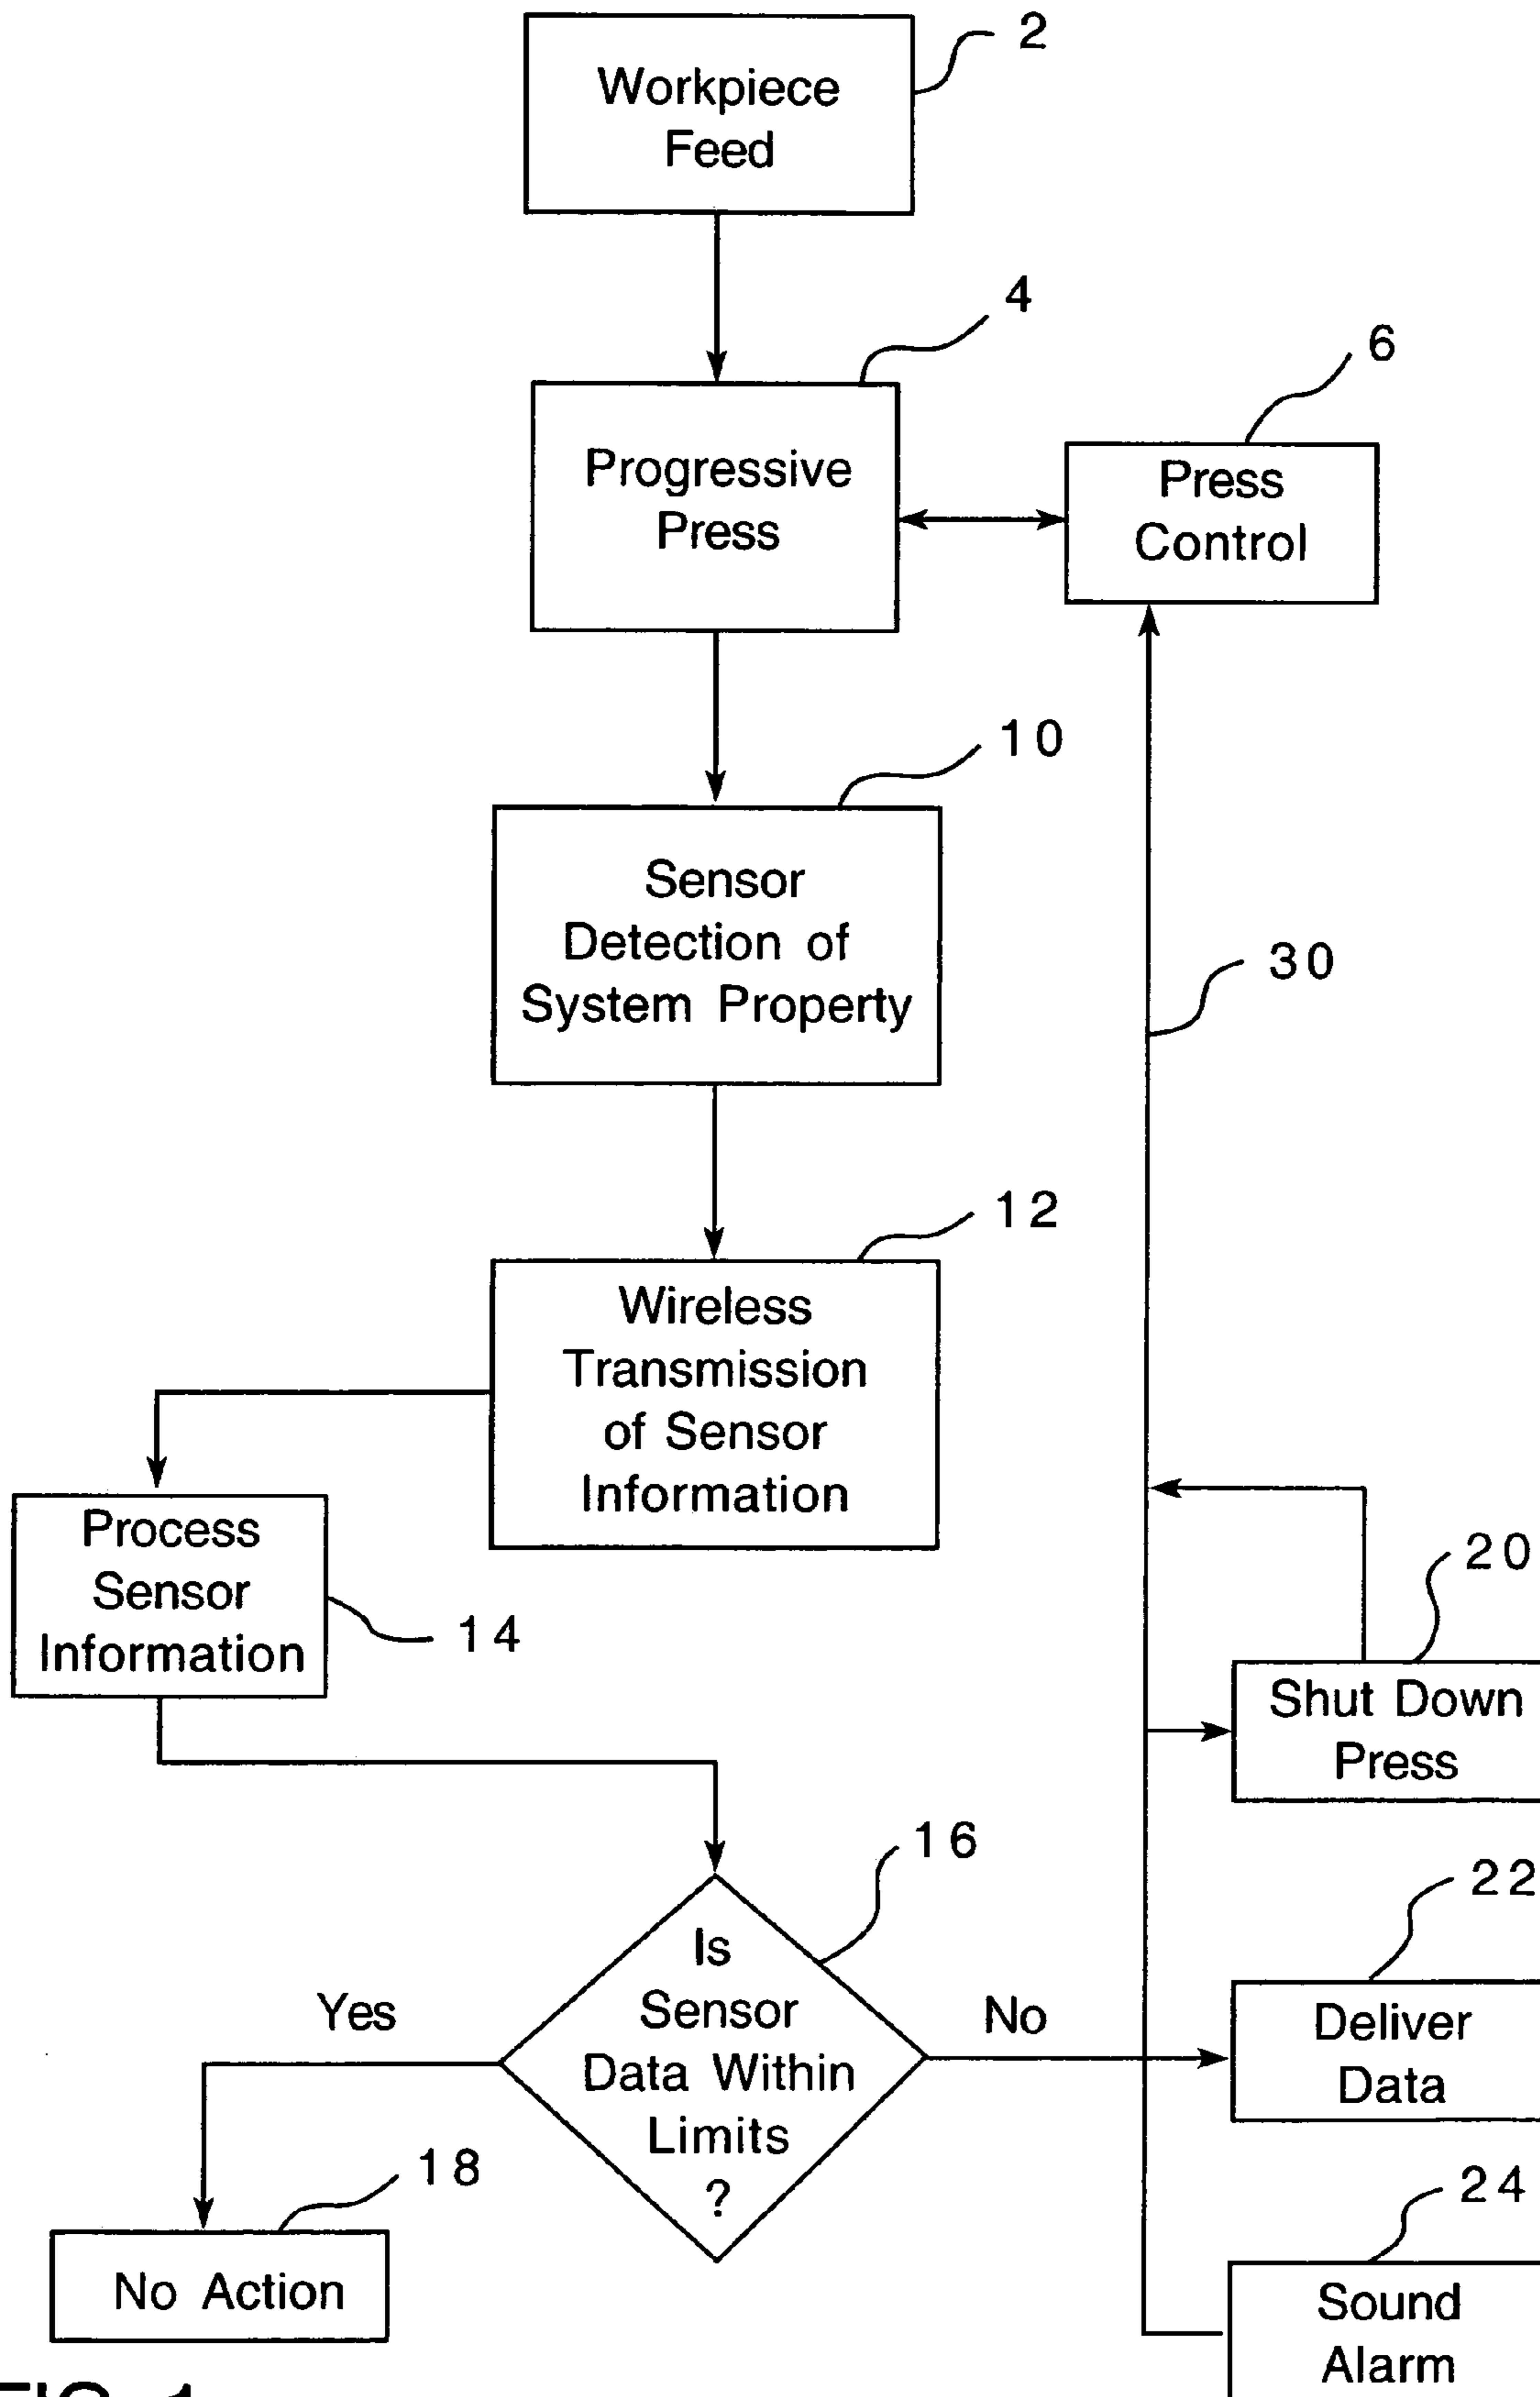 2
Workpiece
Feed
4
6
Progressive
Press
Press
Control
10
Sensor
Detection of
System Property
30
12
Wireless
Transmission
of Sensor
Information
Process
Sensor
Information
14
20
Shut Down
Press
16
22
Is
Sensor
Data Within
Limits
?
Yes
No
Deliver
Data
18
24
No Action
Sound
Alarm